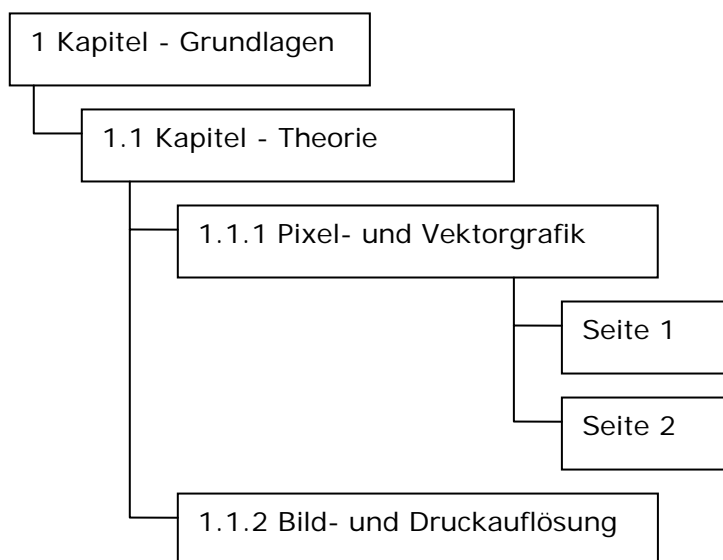 1 Kapitel - Grundlagen
1.1 Kapitel - Theorie
1.1.1 Pixel- und Vektorgrafik
Seite 1
Seite 2
1.1.2 Bild- und Druckauflösung